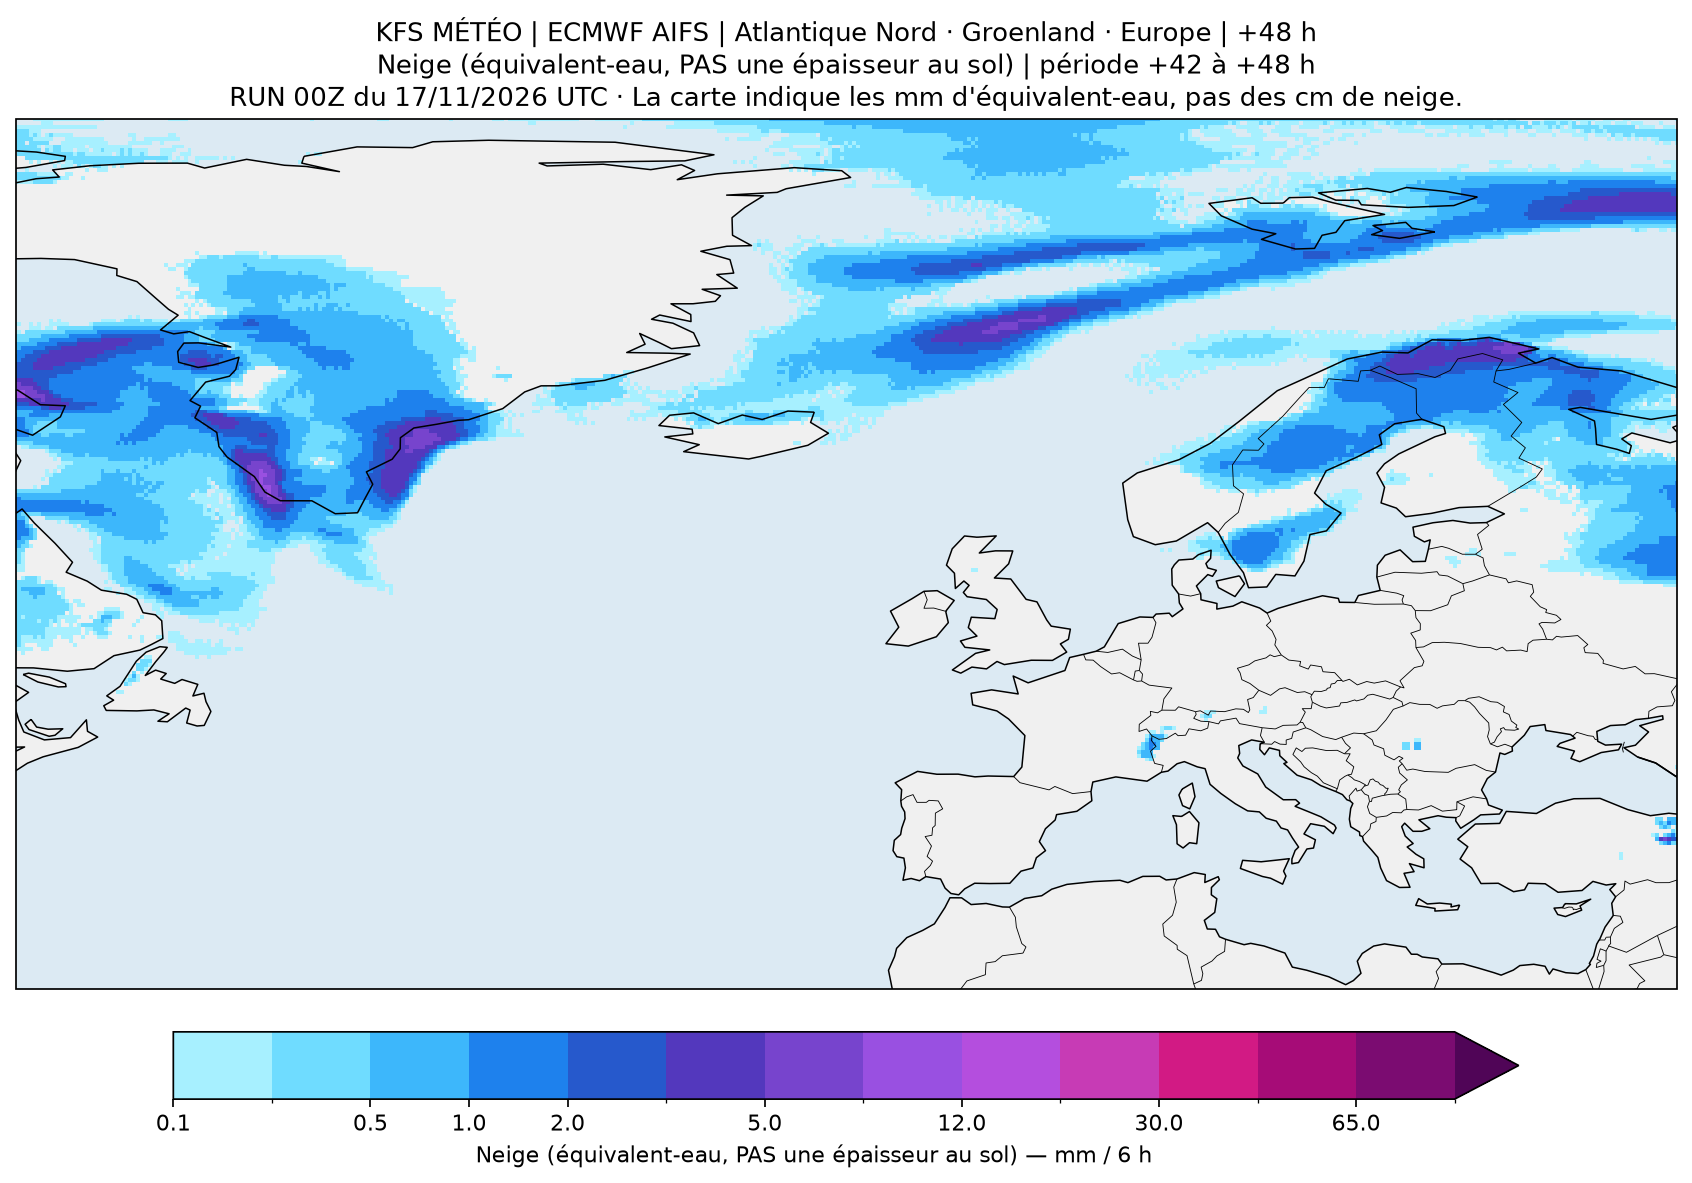 KFS MÉTÉO | ECMWF AIFS | Atlantique Nord · Groenland · Europe | +48 h
Neige (équivalent-eau, PAS une épaisseur au sol) | période +42 à +48 h
RUN 00Z du 17/11/2026 UTC · La carte indique les mm d'équivalent-eau, pas des cm de neige.
0.1 0.5 1.0 2.0 5.0 12.0 30.0 65.0
Neige (équivalent-eau, PAS une épaisseur au sol) — mm / 6 h